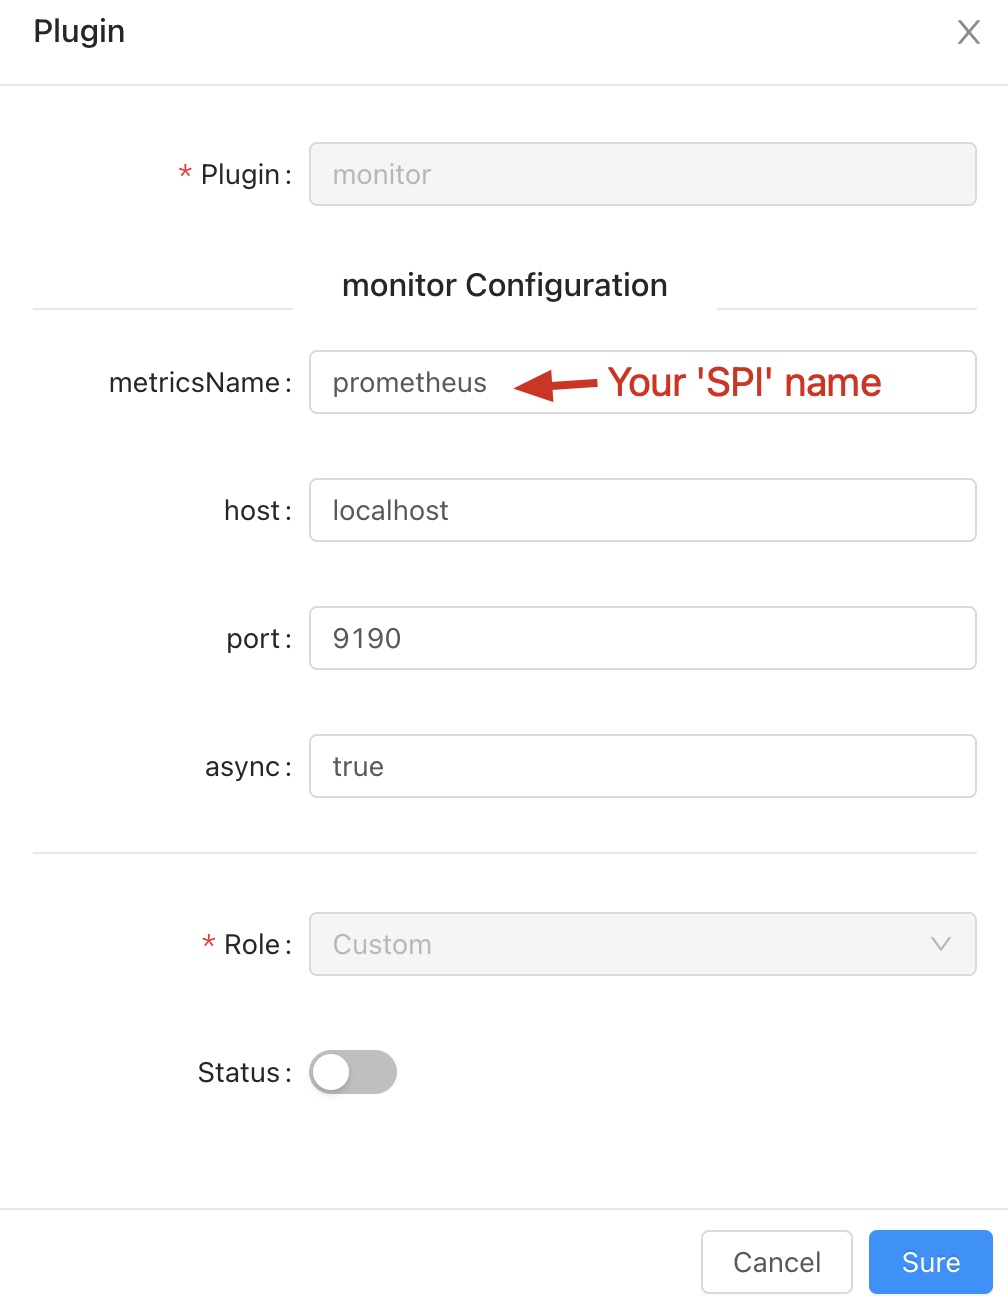 Plugin
* Plugin : monitor
monitor Configuration
metricsName : prometheus Your 'SPI' name
host : localhost
port : 9190
async : true
* Role : Custom
Status :
Cancel Sure